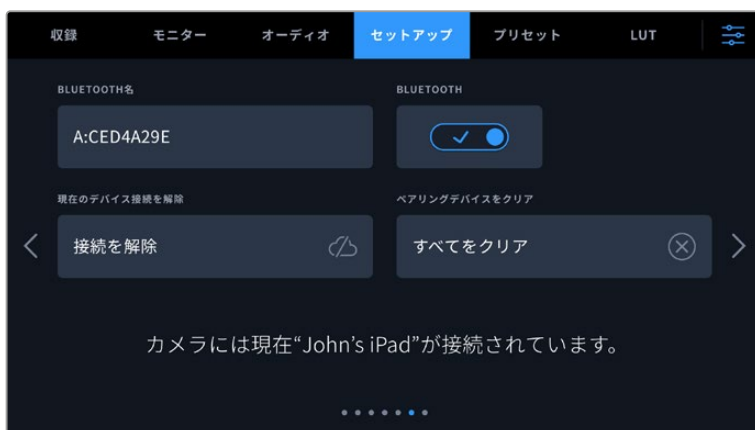 収録 モニター オーディオ セットアップ プリセット LUT
BLUETOOTH名 BLUETOOTH
A:CED4A29E
現在のデバイス接続を解除 ペアリングデバイスをクリア
接続を解除 すべてをクリア
カメラには現在“John’s iPad”が接続されています。